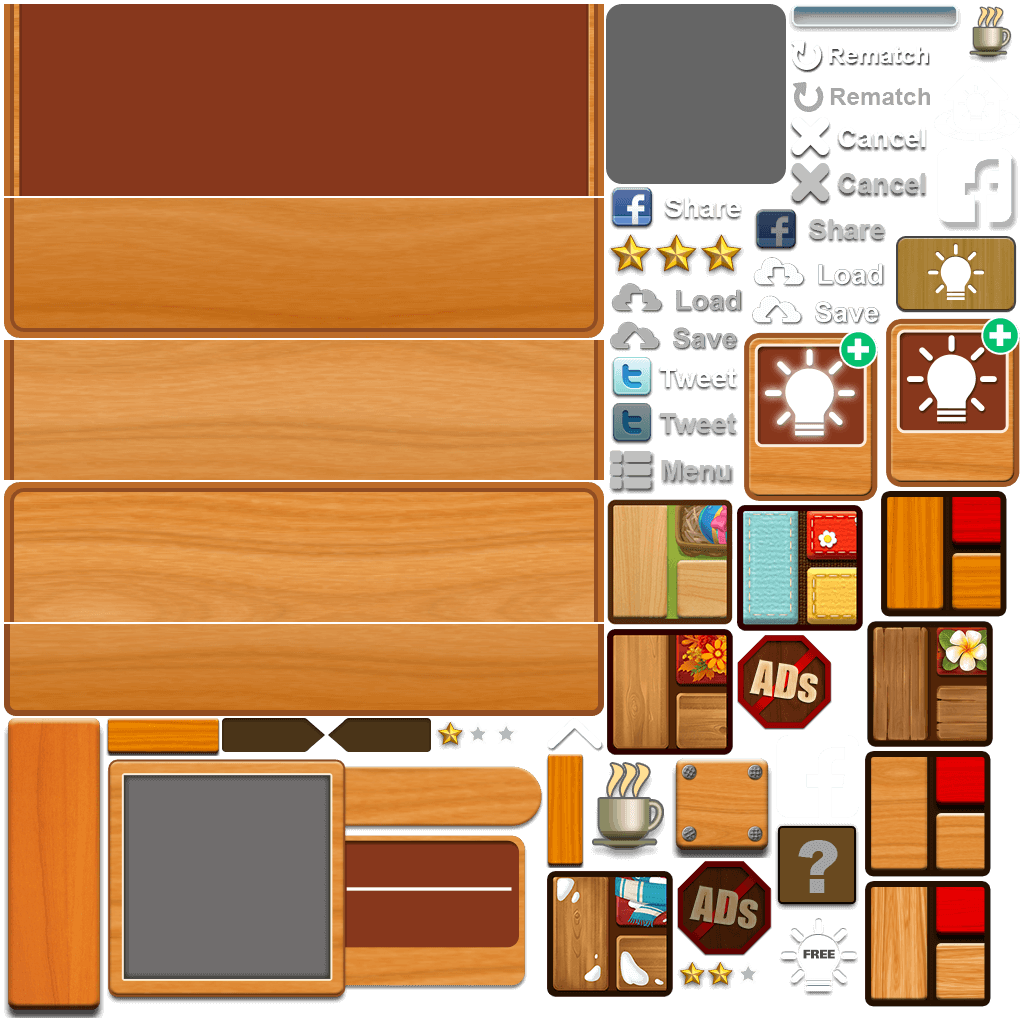 Rematch
Rematch
Cancel
Cancel
f
Share
f
Share
Load
Load
Save
Save
t
Tweet
t
Tweet
Menu
ADs
?
ADs
FREE